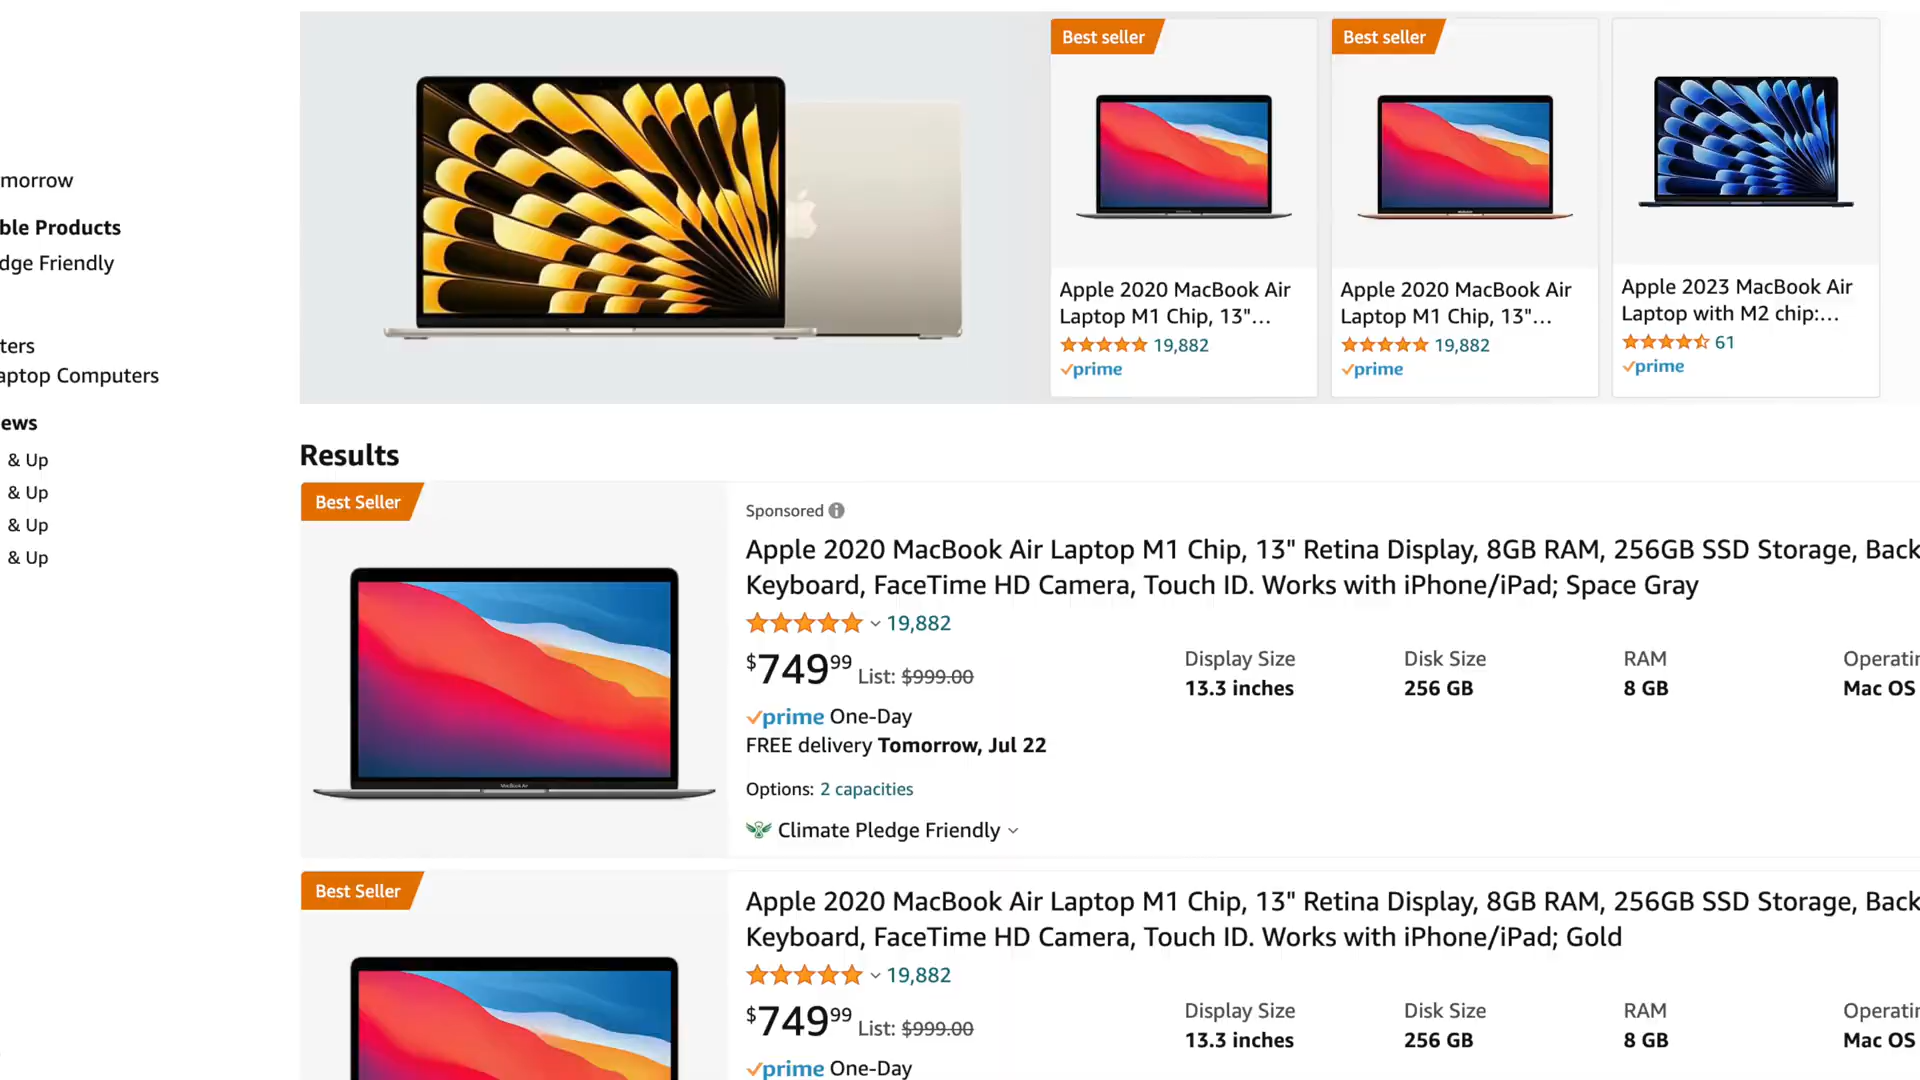 Best seller
Best seller
Apple 2020 MacBook Air
Laptop M1 Chip, 13"...
19,882
prime
Apple 2020 MacBook Air
Laptop M1 Chip, 13"...
19,882
prime
Apple 2023 MacBook Air
Laptop with M2 chip:...
61
prime
morrow
ble Products
dge Friendly
ters
aptop Computers
ews
& Up
& Up
& Up
& Up
Results
Best Seller
Sponsored
Apple 2020 MacBook Air Laptop M1 Chip, 13" Retina Display, 8GB RAM, 256GB SSD Storage, Back
Keyboard, FaceTime HD Camera, Touch ID. Works with iPhone/iPad; Space Gray
19,882
$749.99 List: $999.00
Display Size Disk Size RAM Operatin
13.3 inches 256 GB 8 GB Mac OS
prime One-Day
FREE delivery Tomorrow, Jul 22
Options: 2 capacities
Climate Pledge Friendly
MacBook Air
Best Seller
Apple 2020 MacBook Air Laptop M1 Chip, 13" Retina Display, 8GB RAM, 256GB SSD Storage, Back
Keyboard, FaceTime HD Camera, Touch ID. Works with iPhone/iPad; Gold
19,882
$749.99 List: $999.00
Display Size Disk Size RAM Operatin
13.3 inches 256 GB 8 GB Mac OS
prime One-Day